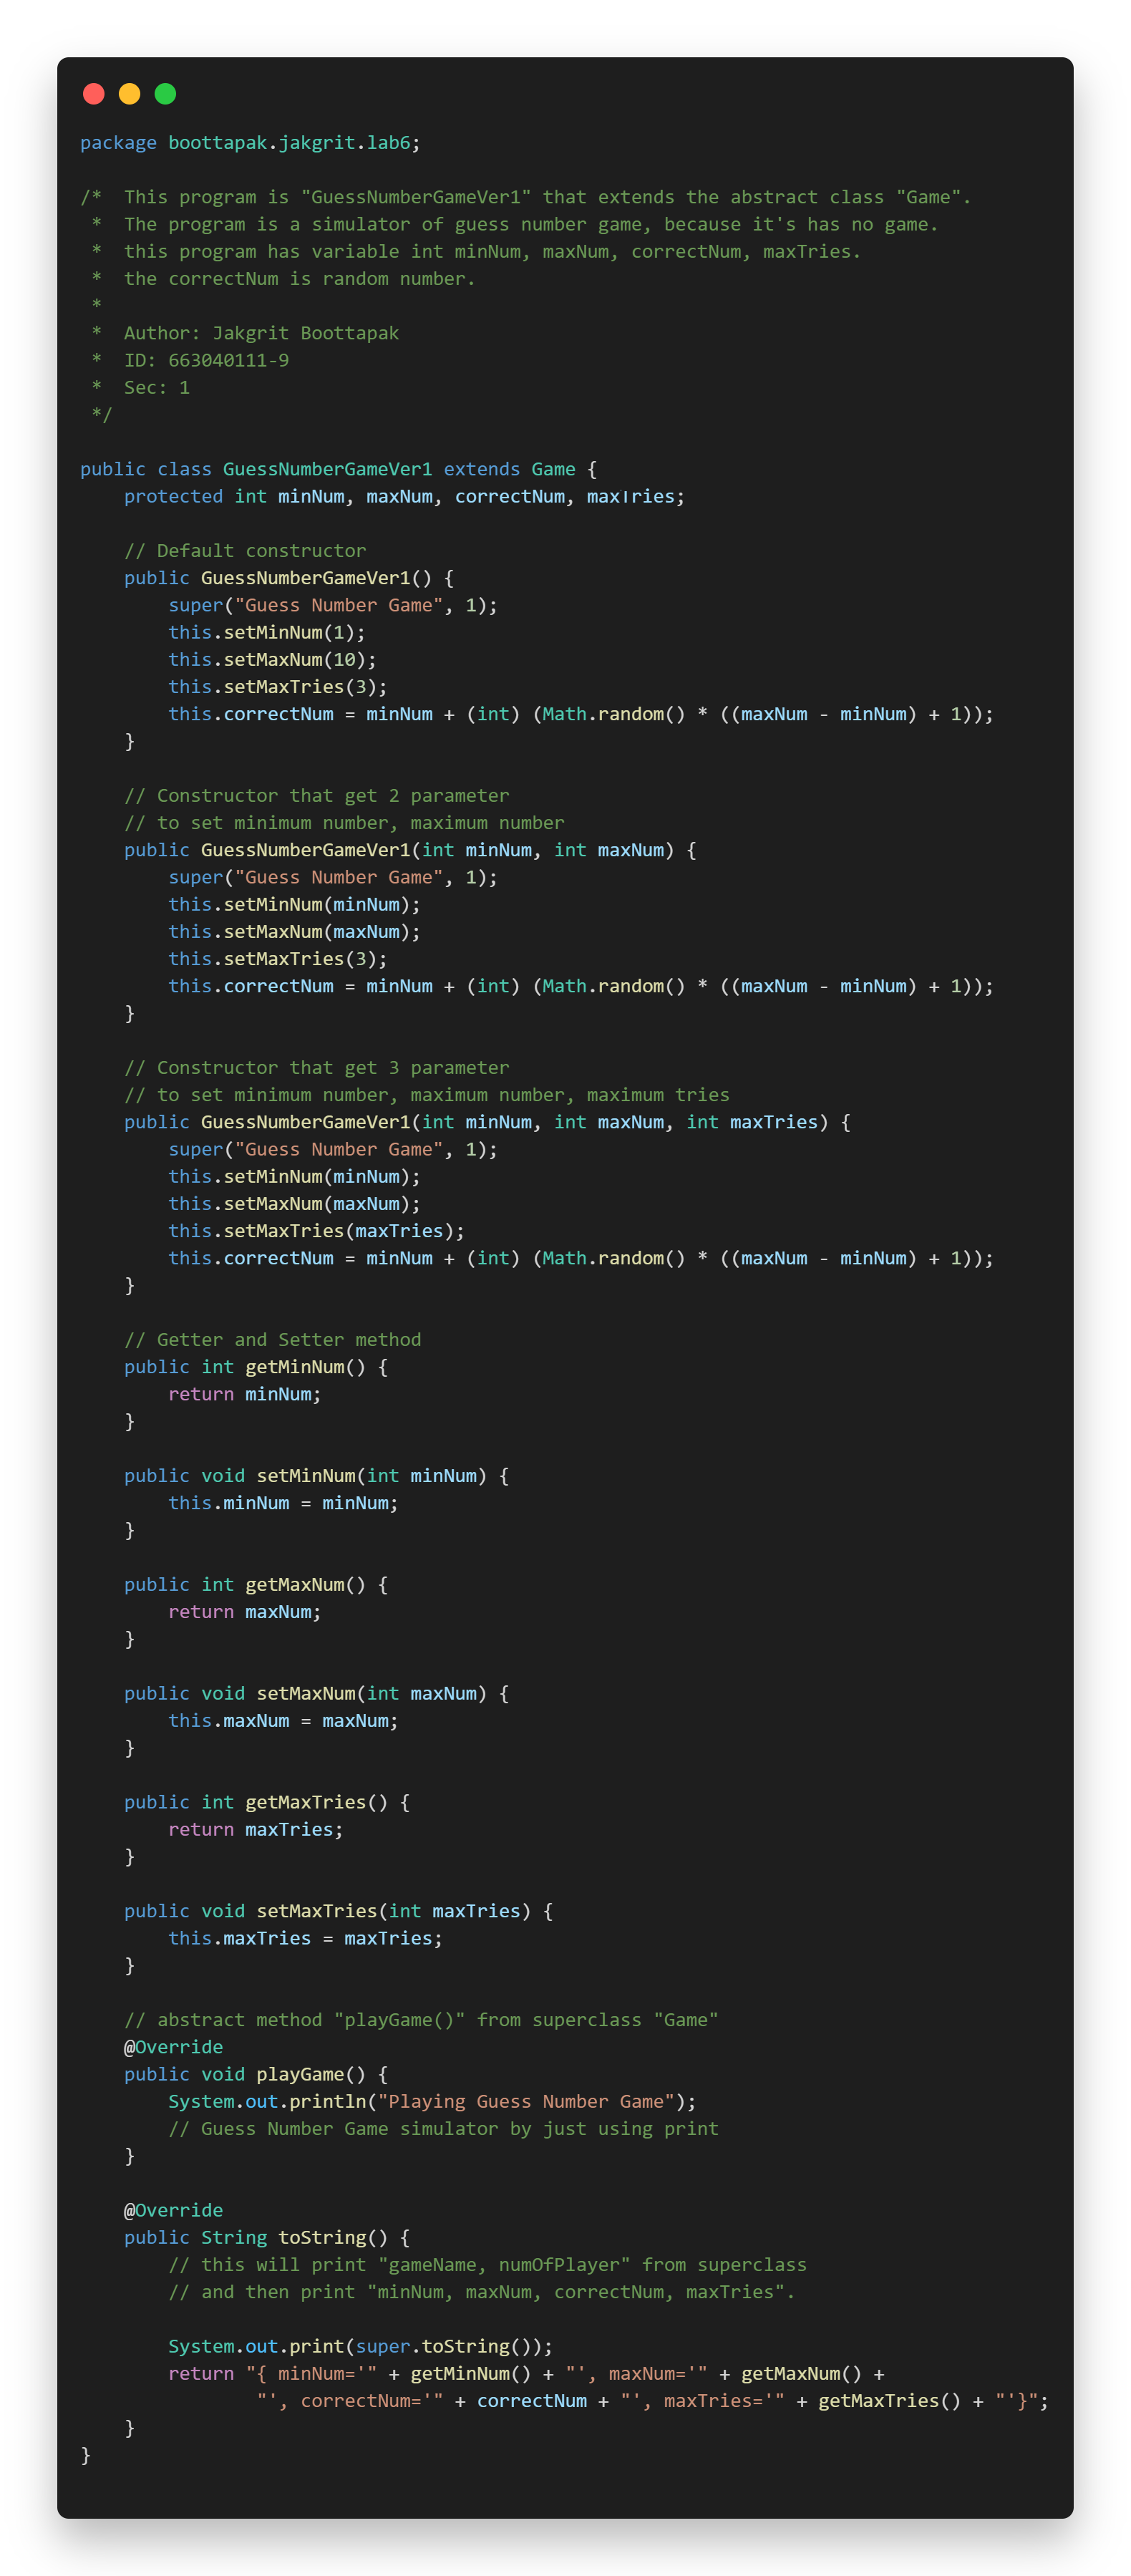 package boottapak.jakgrit.lab6;

/*  This program is "GuessNumberGameVer1" that extends the abstract class "Game".
 *  The program is a simulator of guess number game, because it's has no game.
 *  this program has variable int minNum, maxNum, correctNum, maxTries.
 *  the correctNum is random number.
 *
 *  Author: Jakgrit Boottapak
 *  ID: 663040111-9
 *  Sec: 1
 */

public class GuessNumberGameVer1 extends Game {
    protected int minNum, maxNum, correctNum, maxTries;

    // Default constructor
    public GuessNumberGameVer1() {
        super("Guess Number Game", 1);
        this.setMinNum(1);
        this.setMaxNum(10);
        this.setMaxTries(3);
        this.correctNum = minNum + (int) (Math.random() * ((maxNum - minNum) + 1));
    }

    // Constructor that get 2 parameter
    // to set minimum number, maximum number
    public GuessNumberGameVer1(int minNum, int maxNum) {
        super("Guess Number Game", 1);
        this.setMinNum(minNum);
        this.setMaxNum(maxNum);
        this.setMaxTries(3);
        this.correctNum = minNum + (int) (Math.random() * ((maxNum - minNum) + 1));
    }

    // Constructor that get 3 parameter
    // to set minimum number, maximum number, maximum tries
    public GuessNumberGameVer1(int minNum, int maxNum, int maxTries) {
        super("Guess Number Game", 1);
        this.setMinNum(minNum);
        this.setMaxNum(maxNum);
        this.setMaxTries(maxTries);
        this.correctNum = minNum + (int) (Math.random() * ((maxNum - minNum) + 1));
    }

    // Getter and Setter method
    public int getMinNum() {
        return minNum;
    }

    public void setMinNum(int minNum) {
        this.minNum = minNum;
    }

    public int getMaxNum() {
        return maxNum;
    }

    public void setMaxNum(int maxNum) {
        this.maxNum = maxNum;
    }

    public int getMaxTries() {
        return maxTries;
    }

    public void setMaxTries(int maxTries) {
        this.maxTries = maxTries;
    }

    // abstract method "playGame()" from superclass "Game"
    @Override
    public void playGame() {
        System.out.println("Playing Guess Number Game");
        // Guess Number Game simulator by just using print
    }

    @Override
    public String toString() {
        // this will print "gameName, numOfPlayer" from superclass
        // and then print "minNum, maxNum, correctNum, maxTries".

        System.out.print(super.toString());
        return "{ minNum='" + getMinNum() + "', maxNum='" + getMaxNum() +
                "', correctNum='" + correctNum + "', maxTries='" + getMaxTries() + "'}";
    }
}